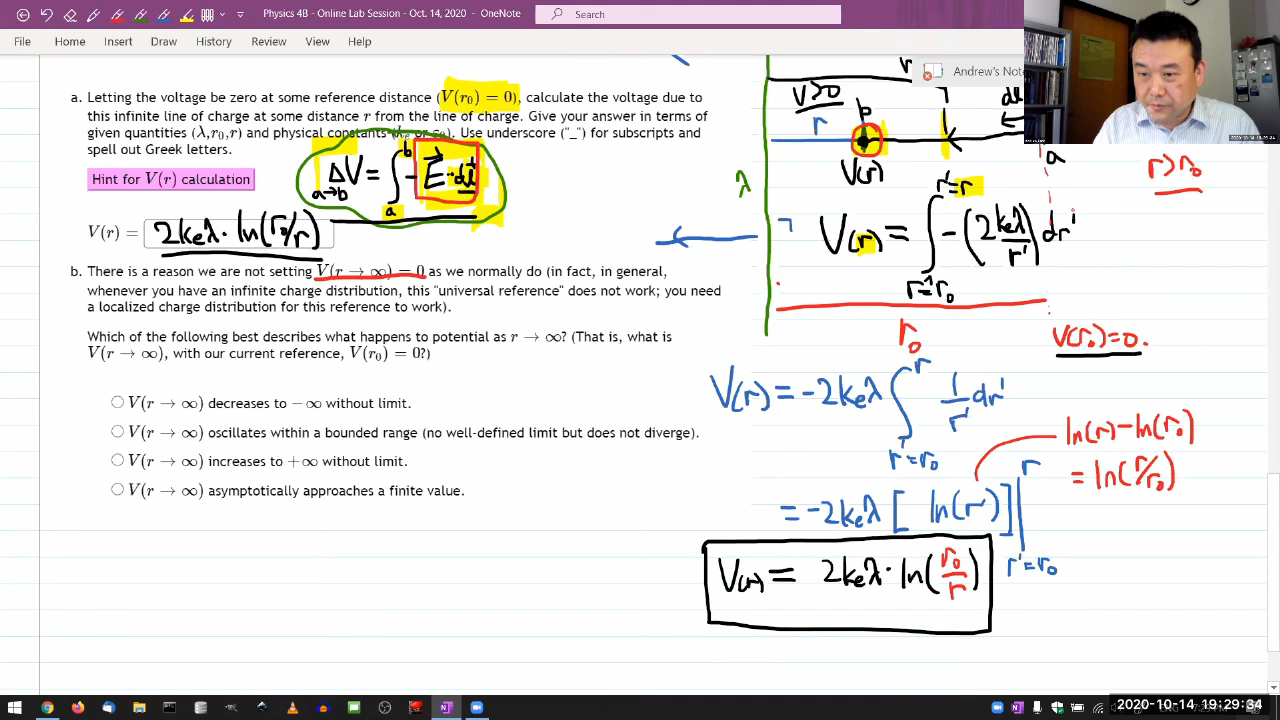 Physics 4B - Oct. 14, 2020 - OneNote
Search
File Home Insert Draw History Review View Help
Andrew's Note
a. Letting the voltage be zero at some reference distance (V(r₀) = 0), calculate the voltage due to
this infinite line of charge at some distance r from the line of charge. Give your answer in terms of
given quantities (λ, r₀, r) and physical constants (kₑ or ε₀). Use underscore ("_") for subscripts and
spell out Greek letters.
Hint for V(r) calculation
ΔV = ∫ - E⃗ · dl⃗
a→b
b
a
V(r) = 2kₑλ · ln(r₀/r)
b. There is a reason we are not setting V(r → ∞) = 0 as we normally do (in fact, in general,
whenever you have an infinite charge distribution, this "universal reference" does not work; you need
a localized charge distribution for this reference to work).
Which of the following best describes what happens to potential as r → ∞? (That is, what is
V(r → ∞), with our current reference, V(r₀) = 0?)
V(r → ∞) decreases to −∞ without limit.
V(r → ∞) oscillates within a bounded range (no well-defined limit but does not diverge).
V(r → ∞) increases to +∞ without limit.
V(r → ∞) asymptotically approaches a finite value.
V>0
r
P
dl
a
r>r₀
V(r)
λ
r'=r
V(r) = ∫ - (2kₑλ/r') dr'
r'=r₀
r₀
V(r₀)=0.
V(r) = -2kₑλ ∫ 1/r' dr'
r
r'=r₀
ln(r) - ln(r₀)
= ln(r/r₀)
= -2kₑλ [ ln(r') ] |
r
r'=r₀
V(r) = 2kₑλ · ln(r₀/r)
2020-10-14 19:29:34